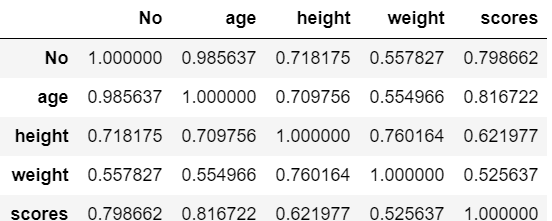 No age height weight scores
No 1.000000 0.985637 0.718175 0.557827 0.798662
age 0.985637 1.000000 0.709756 0.554966 0.816722
height 0.718175 0.709756 1.000000 0.760164 0.621977
weight 0.557827 0.554966 0.760164 1.000000 0.525637
scores 0.798662 0.816722 0.621977 0.525637 1.000000